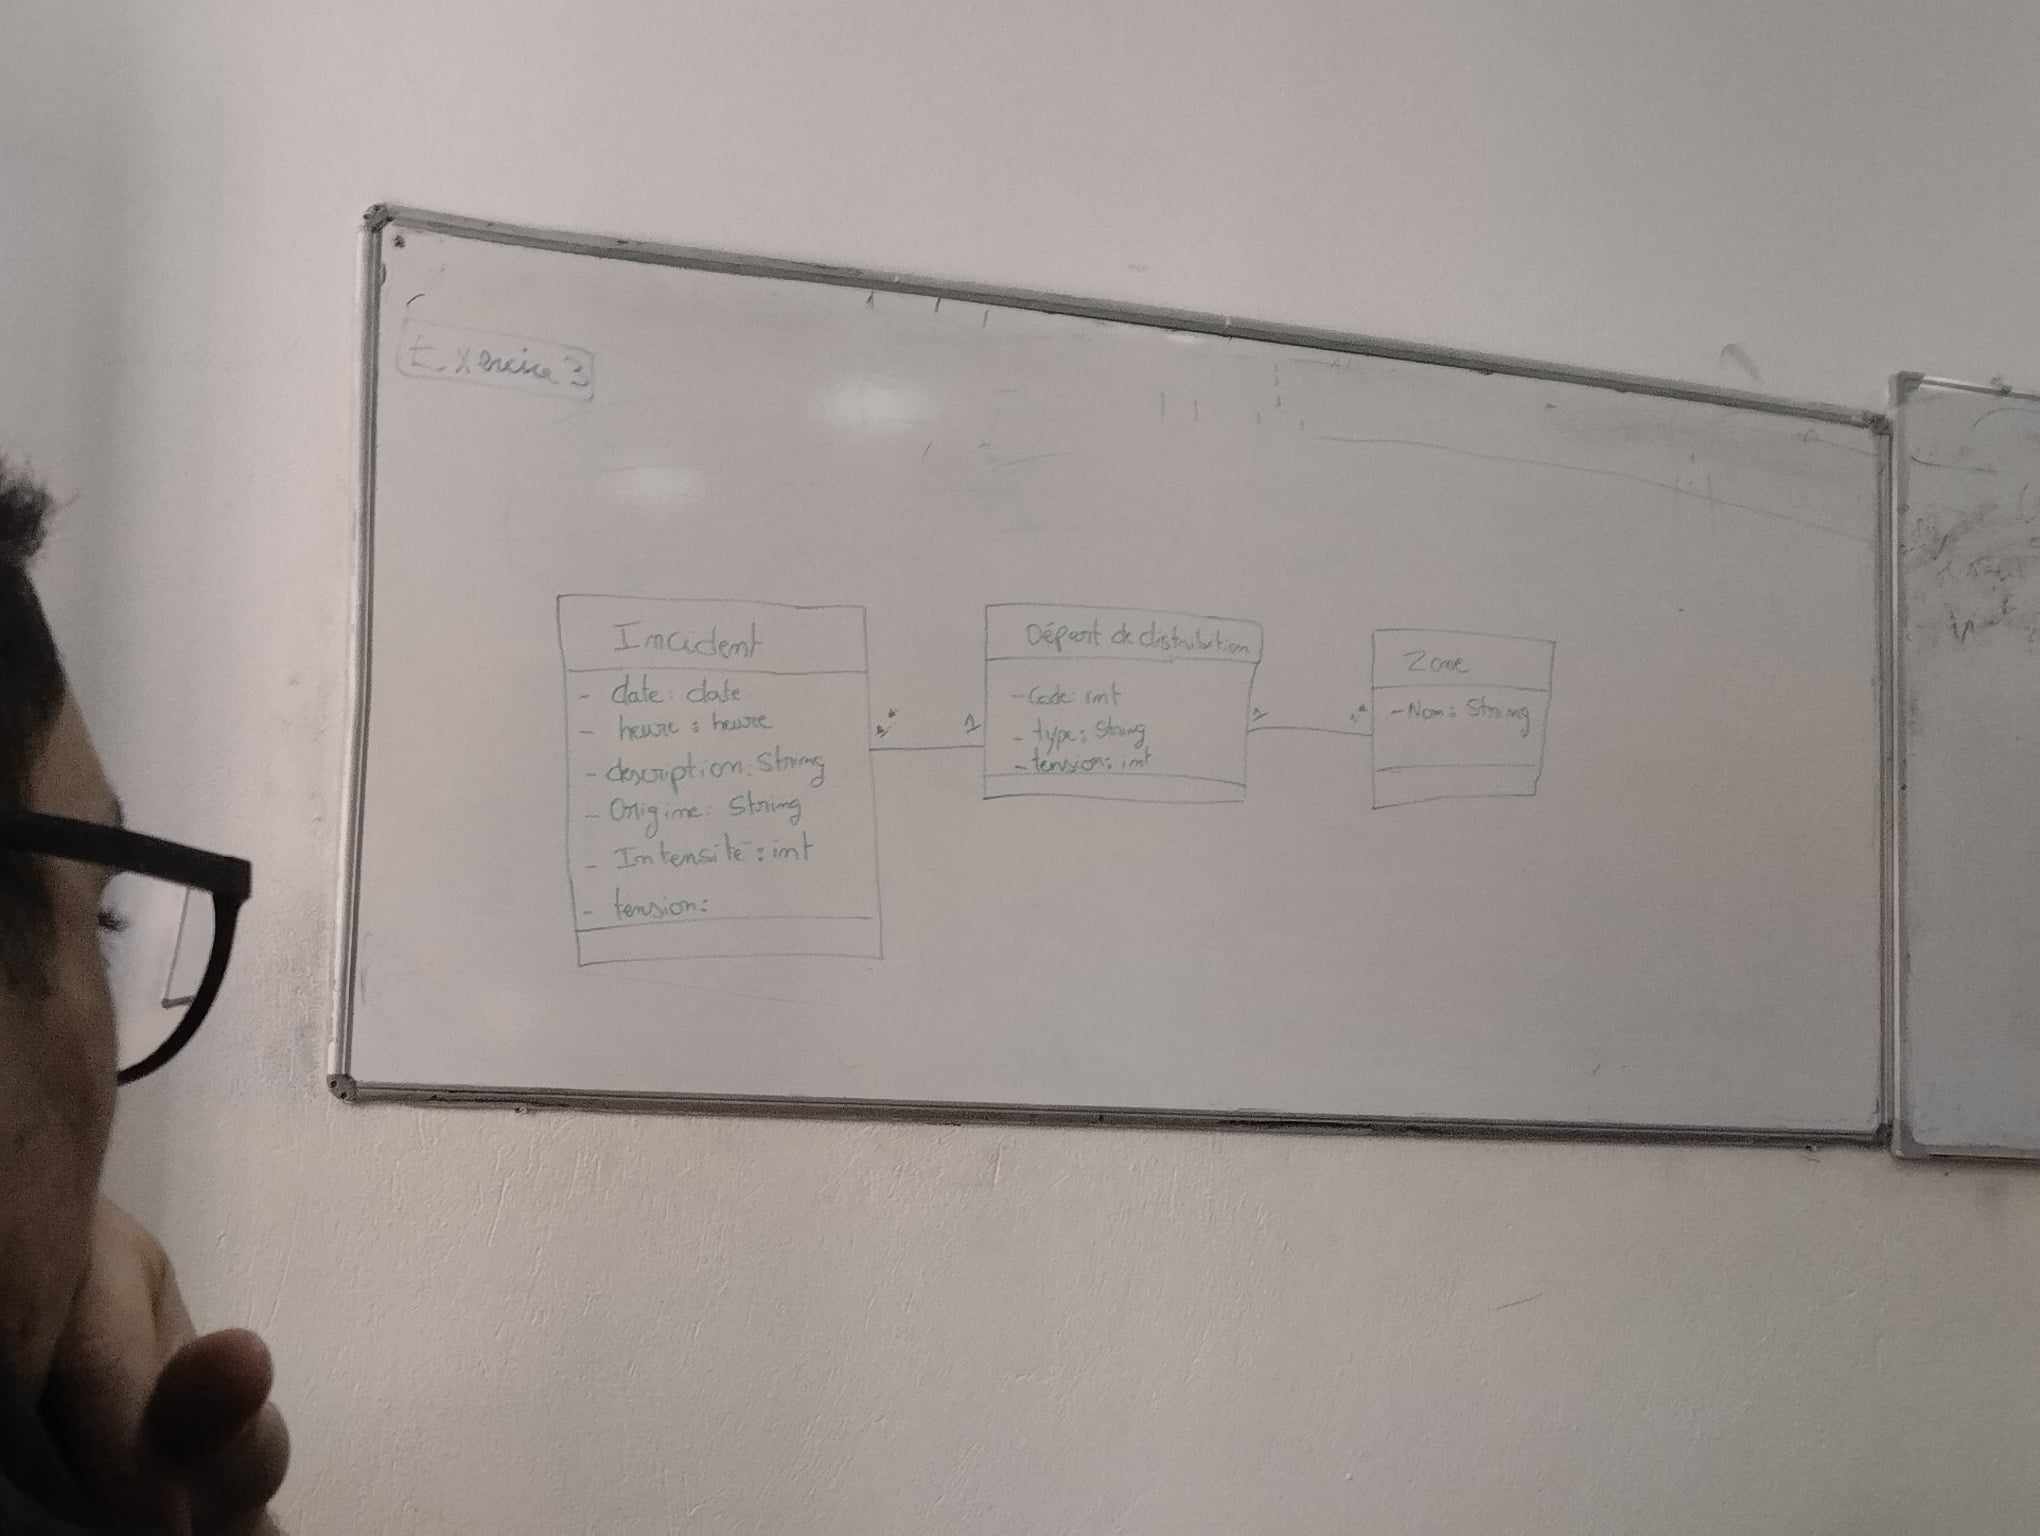 Exercice 3
Incident
- date: date
- heure: heure
- description: String
- Origine: String
- Intensité: int
- tension:
1..*
1
Départ de distribution
- Code: int
- type: String
- tension: int
1
1..*
Zone
- Nom: String